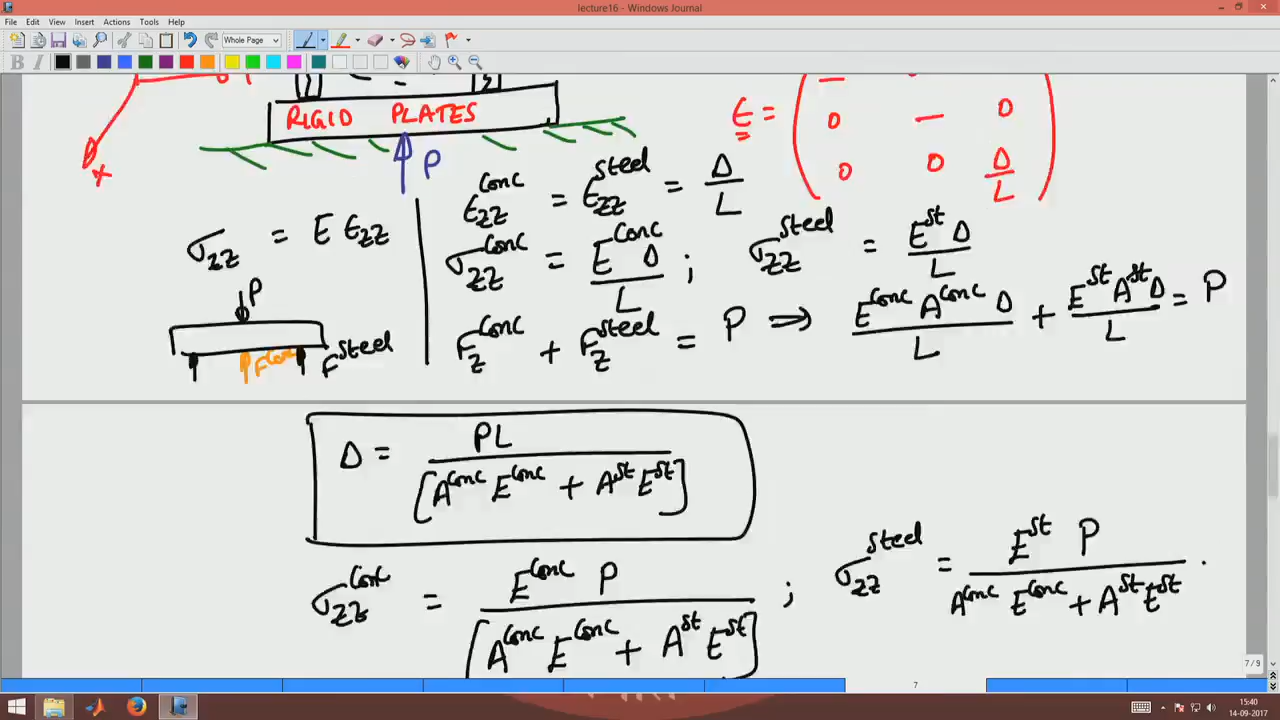 lecture16 - Windows Journal
File Edit View Insert Actions Tools Help
Whole Page
RIGID PLATES
P
x
ϵ = ( 0 — 0
0 0 Δ/L )
ϵ_zz^Conc = ϵ_zz^Steel = Δ/L
σ_zz = E ϵ_zz
σ_zz^Conc = E^Conc Δ / L ; σ_zz^Steel = E^St Δ / L
P
F^Conc F^Steel
F_z^Conc + F_z^Steel = P ⇒ E^Conc A^Conc Δ / L + E^St A^St Δ / L = P
Δ = PL / [A^Conc E^Conc + A^St E^St]
σ_zz^Conc = E^Conc P / [A^Conc E^Conc + A^St E^St] ; σ_zz^Steel = E^St P / A^Conc E^Conc + A^St E^St .
7 / 9
7
15:40
14-09-2017